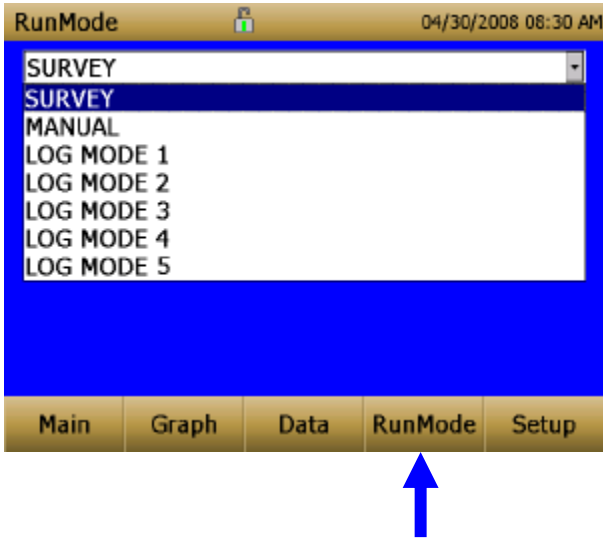 RunMode 04/30/2008 08:30 AM
SURVEY
SURVEY
MANUAL
LOG MODE 1
LOG MODE 2
LOG MODE 3
LOG MODE 4
LOG MODE 5
Main Graph Data RunMode Setup